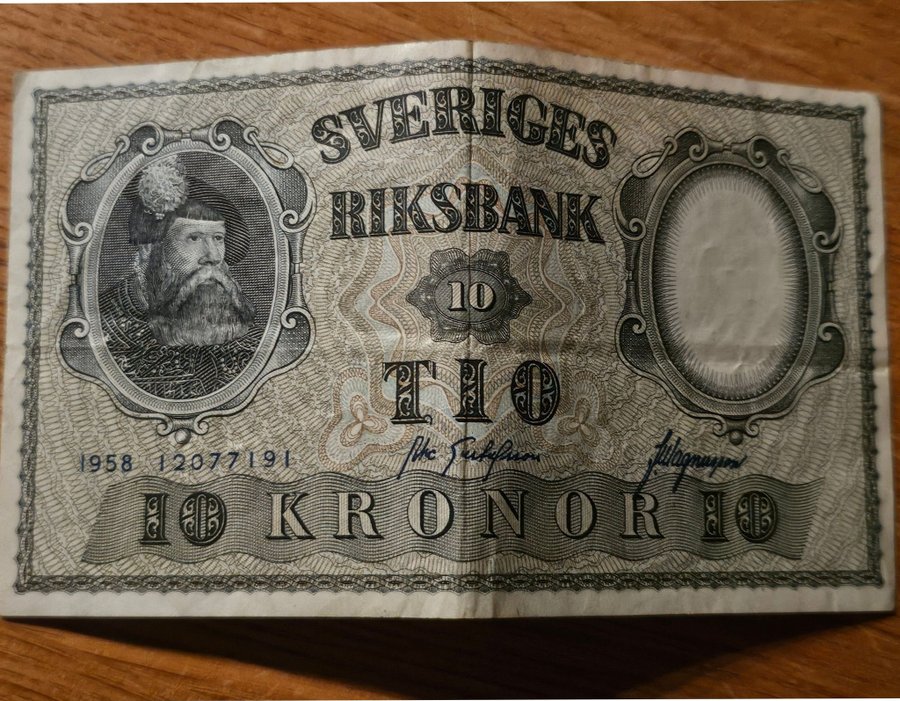 SVERIGES
RIKSBANK
10
TIO
1958 12077191
10 KRONOR 10